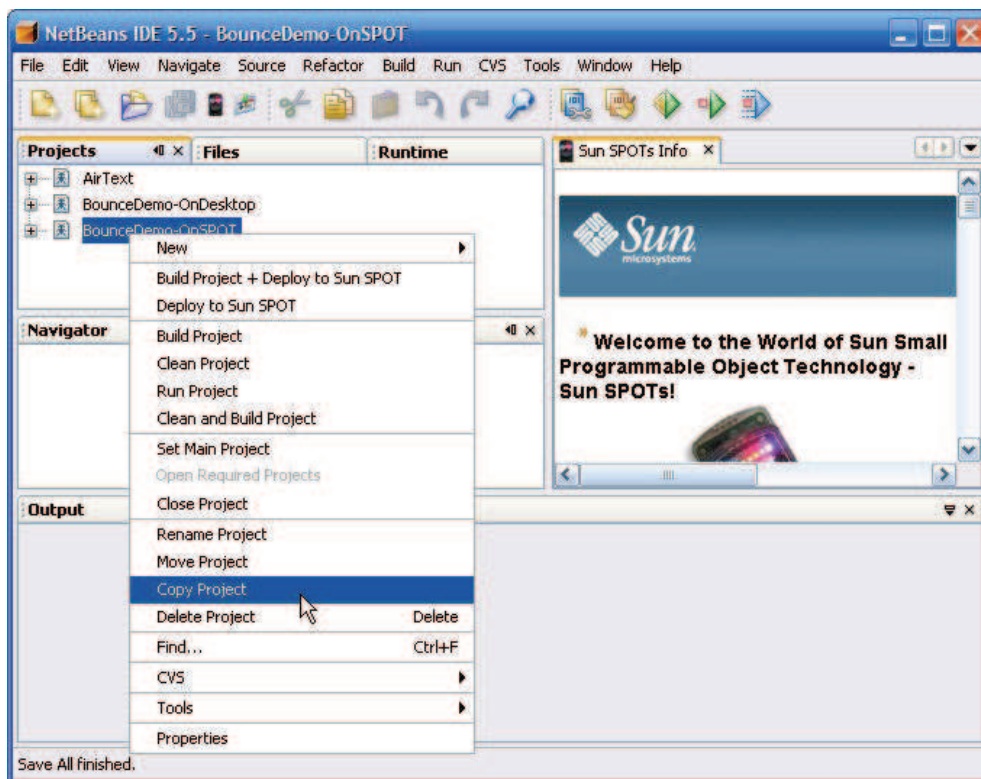 NetBeans IDE 5.5 - BounceDemo-OnSPOT
File Edit View Navigate Source Refactor Build Run CVS Tools Window Help
Projects Files Runtime
Sun SPOTs Info
AirText
BounceDemo-OnDesktop
BounceDemo-OnSPOT
New
Build Project + Deploy to Sun SPOT
Deploy to Sun SPOT
Build Project
Clean Project
Run Project
Clean and Build Project
Set Main Project
Open Required Projects
Close Project
Rename Project
Move Project
Copy Project
Delete Project Delete
Find... Ctrl+F
CVS
Tools
Properties
Navigator
Sun
microsystems
Welcome to the World of Sun Small
Programmable Object Technology -
Sun SPOTs!
Output
Save All finished.